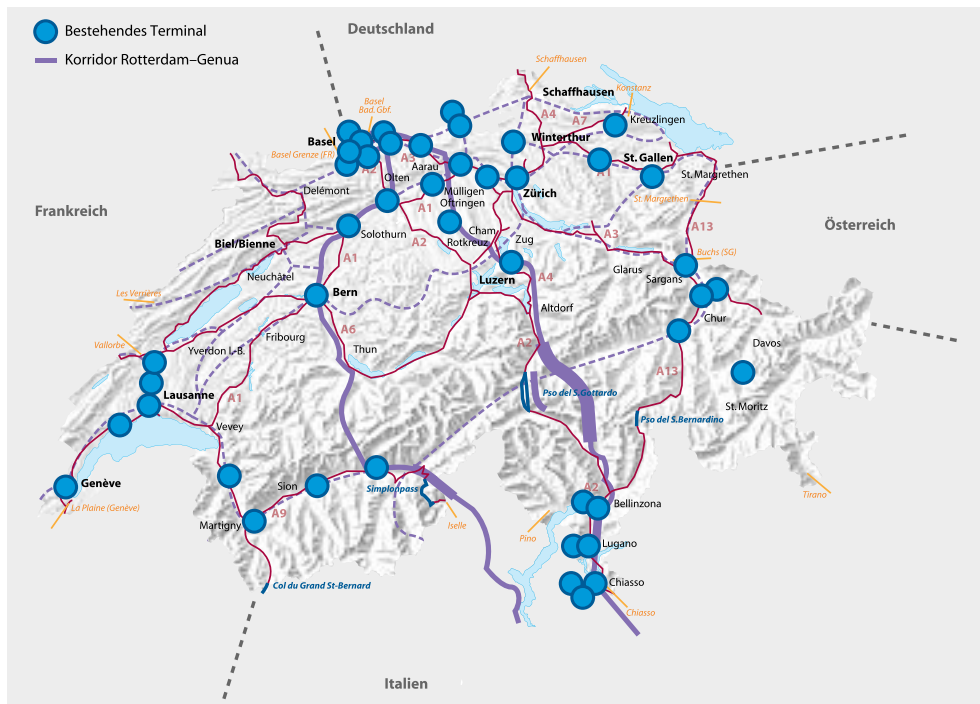 Bestehendes Terminal
Korridor Rotterdam–Genua
Deutschland
Schaffhausen
Schaffhausen
Konstanz
Basel
Bad. Gbf.
A4
A7
Kreuzlingen
Basel
Winterthur
Basel Grenze (FR)
A3
A2
Aarau
St. Gallen
A1
St. Margrethen
Olten
Delémont
Mülligen
Oftringen
Zürich
St. Margrethen
A1
Frankreich
Österreich
Solothurn
Cham
Rotkreuz
Zug
A3
A13
A2
Biel/Bienne
A1
Buchs (SG)
Glarus
Sargans
Neuchâtel
Luzern
A4
Les Verrières
Bern
Altdorf
Chur
Fribourg
A6
Vallorbe
Yverdon l.-B.
Thun
A2
Davos
A13
Lausanne
A1
Pso del S.Gottardo
St. Moritz
Pso del S.Bernardino
Vevey
Genève
Sion
Simplonpass
A2
Tirano
La Plaine (Genève)
Martigny
A9
Iselle
Bellinzona
Pino
Lugano
Col du Grand St-Bernard
Chiasso
Chiasso
Italien